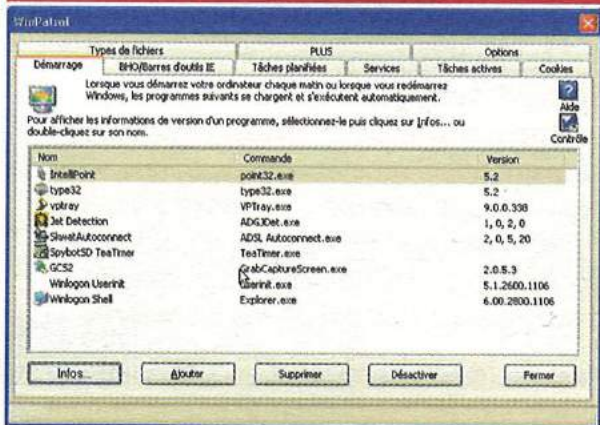 WinPatrol
Types de fichiers PLUS Options
Démarrage BHO/Barres d'outils IE Tâches planifiées Services Tâches actives Cookies
Lorsque vous démarrez votre ordinateur chaque matin ou lorsque vous redémarrez
Windows, les programmes suivants se chargent et s'exécutent automatiquement.
Aide
Pour afficher les informations de version d'un programme, sélectionnez-le puis cliquez sur Infos... ou
double-cliquez sur son nom.
Contrôle
Nom Commande Version
IntelliPoint point32.exe 5.2
type32 type32.exe 5.2
vptray VPTray.exe 9.0.0.338
Jet Detection ADGJDet.exe 1, 0, 2, 0
SkwatAutoconnect ADSL Autoconnect.exe 2, 0, 5, 20
SpybotSD TeaTimer TeaTimer.exe
GCS2 GrabCaptureScreen.exe 2.0.5.3
Winlogon Userinit userinit.exe 5.1.2600.1106
Winlogon Shell Explorer.exe 6.00.2800.1106
Infos... Ajouter Supprimer Désactiver Fermer